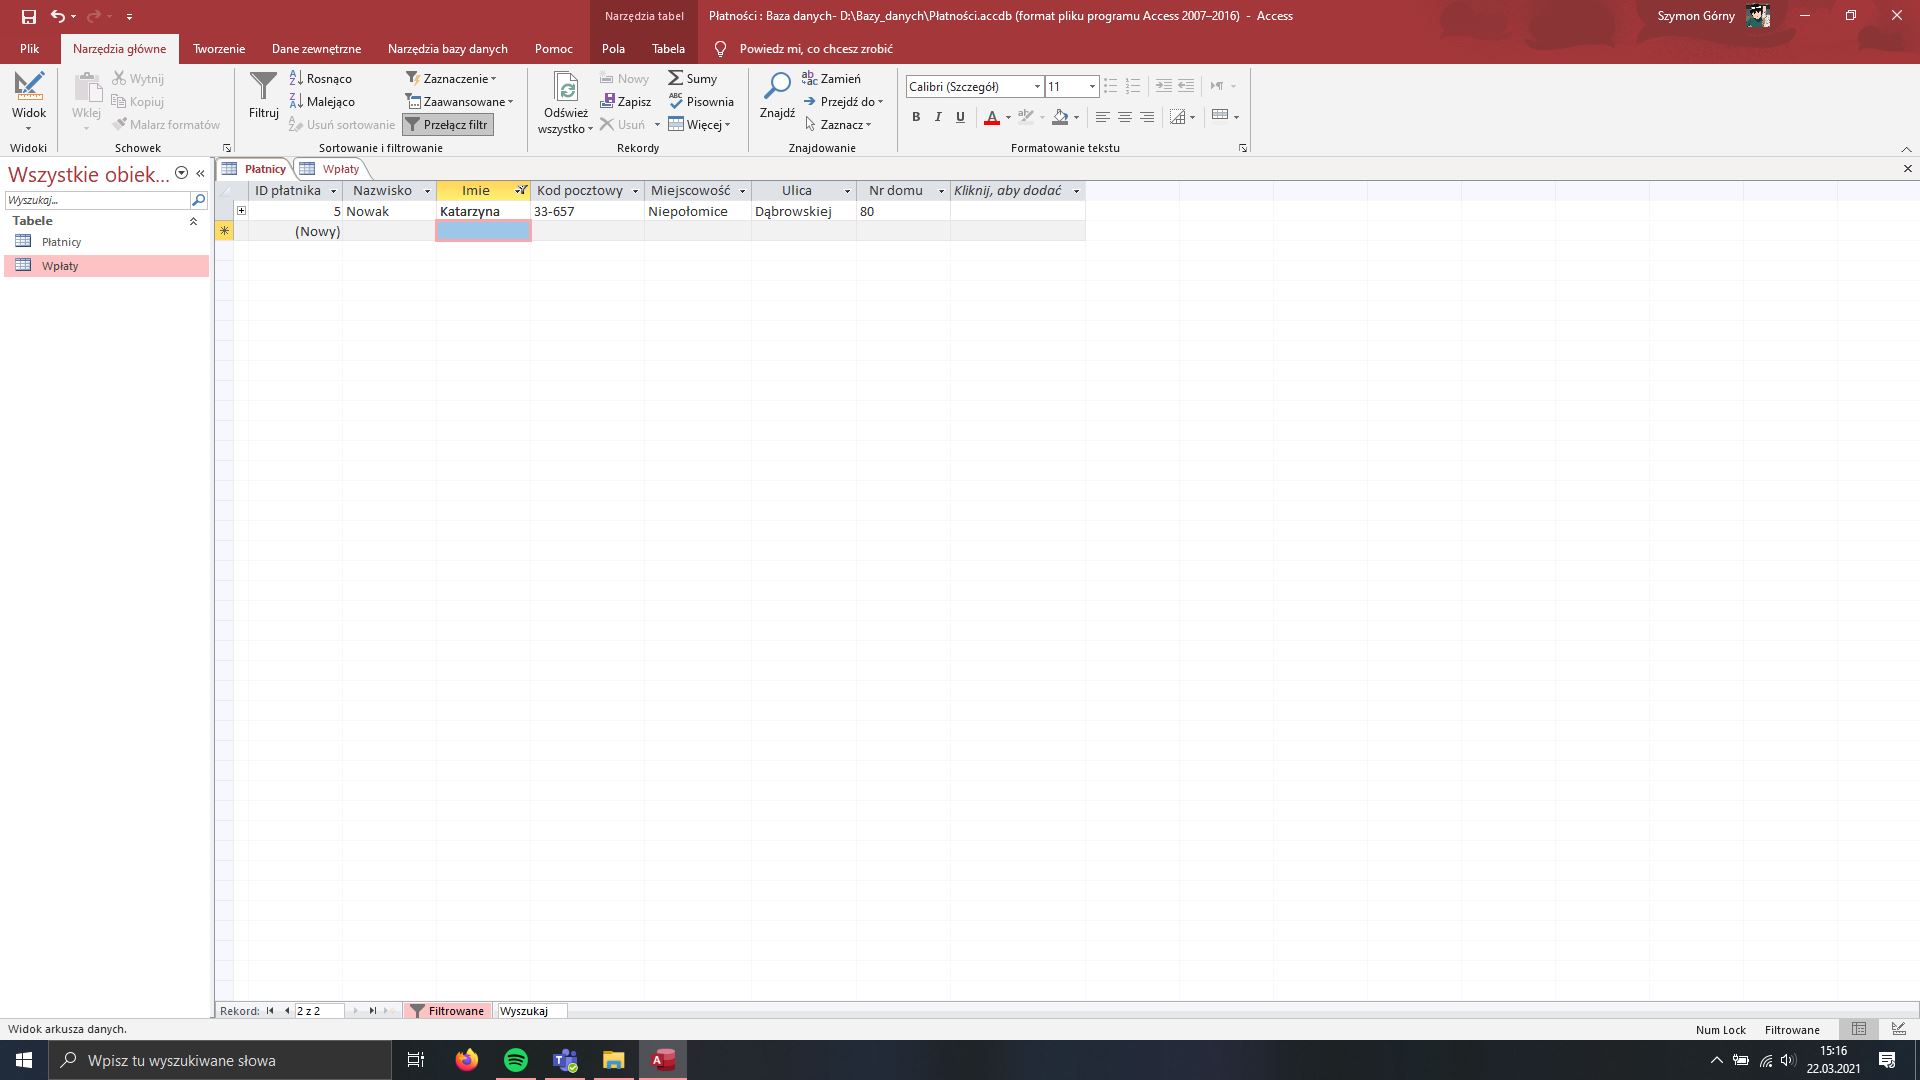 Narzędzia tabel
Płatności : Baza danych- D:\Bazy_danych\Płatności.accdb (format pliku programu Access 2007–2016)  -  Access
Szymon Górny
Plik
Narzędzia główne
Tworzenie
Dane zewnętrzne
Narzędzia bazy danych
Pomoc
Pola
Tabela
Powiedz mi, co chcesz zrobić
Widok
Widoki
Wklej
Wytnij
Kopiuj
Malarz formatów
Schowek
Filtruj
Rosnąco
Malejąco
Usuń sortowanie
Zaznaczenie
Zaawansowane
Przełącz filtr
Sortowanie i filtrowanie
Odśwież
wszystko
Nowy
Zapisz
Usuń
Sumy
Pisownia
Więcej
Rekordy
Znajdź
Zamień
Przejdź do
Zaznacz
Znajdowanie
Calibri (Szczegół)
11
B I U
Formatowanie tekstu
Wszystkie obiek...
Wyszukaj...
Tabele
Płatnicy
Wpłaty
Płatnicy
Wpłaty
ID płatnika Nazwisko Imie Kod pocztowy Miejscowość Ulica Nr domu Kliknij, aby dodać
5 Nowak Katarzyna 33-657 Niepołomice Dąbrowskiej 80
(Nowy)
Rekord: 2 z 2 Filtrowane Wyszukaj
Widok arkusza danych.
Num Lock
Filtrowane
Wpisz tu wyszukiwane słowa
15:16
22.03.2021